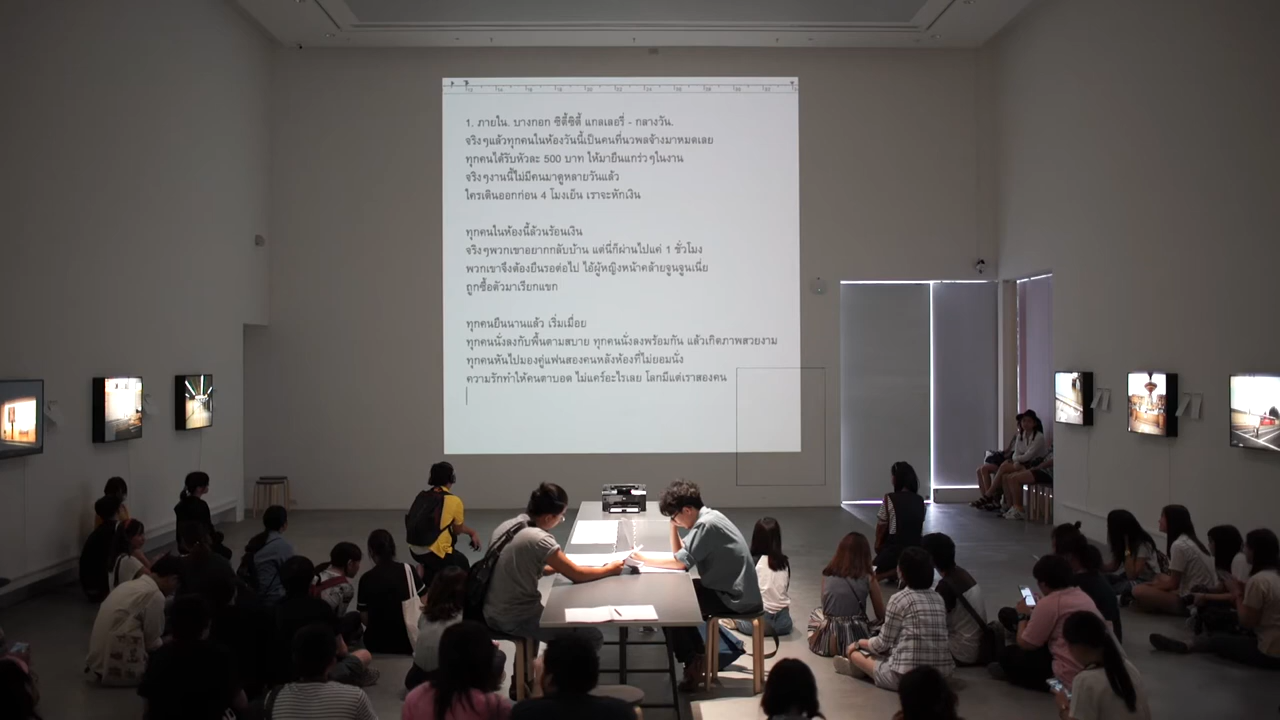 1. ภายใน. บางกอก ซิตี้ซิตี้ แกลเลอรี่ - กลางวัน.
จริงๆแล้วทุกคนในห้องวันนี้เป็นคนที่นวพลจ้างมาหมดเลย
ทุกคนได้รับหัวละ 500 บาท ให้มายืนแกร่วๆในงาน
จริงๆงานนี้ไม่มีคนมาดูหลายวันแล้ว
ใครเดินออกก่อน 4 โมงเย็น เราจะหักเงิน
ทุกคนในห้องนี้ล้วนร้อนเงิน
จริงๆพวกเขาอยากกลับบ้าน แต่นี่ก็ผ่านไปแค่ 1 ชั่วโมง
พวกเขาจึงต้องยืนรอต่อไป ไอ้ผู้หญิงหน้าคล้ายจูนจูนเนี่ย
ถูกซื้อตัวมาเรียกแขก
ทุกคนยืนนานแล้ว เริ่มเมื่อย
ทุกคนนั่งลงกับพื้นตามสบาย ทุกคนนั่งลงพร้อมกัน แล้วเกิดภาพสวยงาม
ทุกคนหันไปมองคู่แฟนสองคนหลังห้องที่ไม่ยอมนั่ง
ความรักทำให้คนตาบอด ไม่แคร์อะไรเลย โลกมีแต่เราสองคน